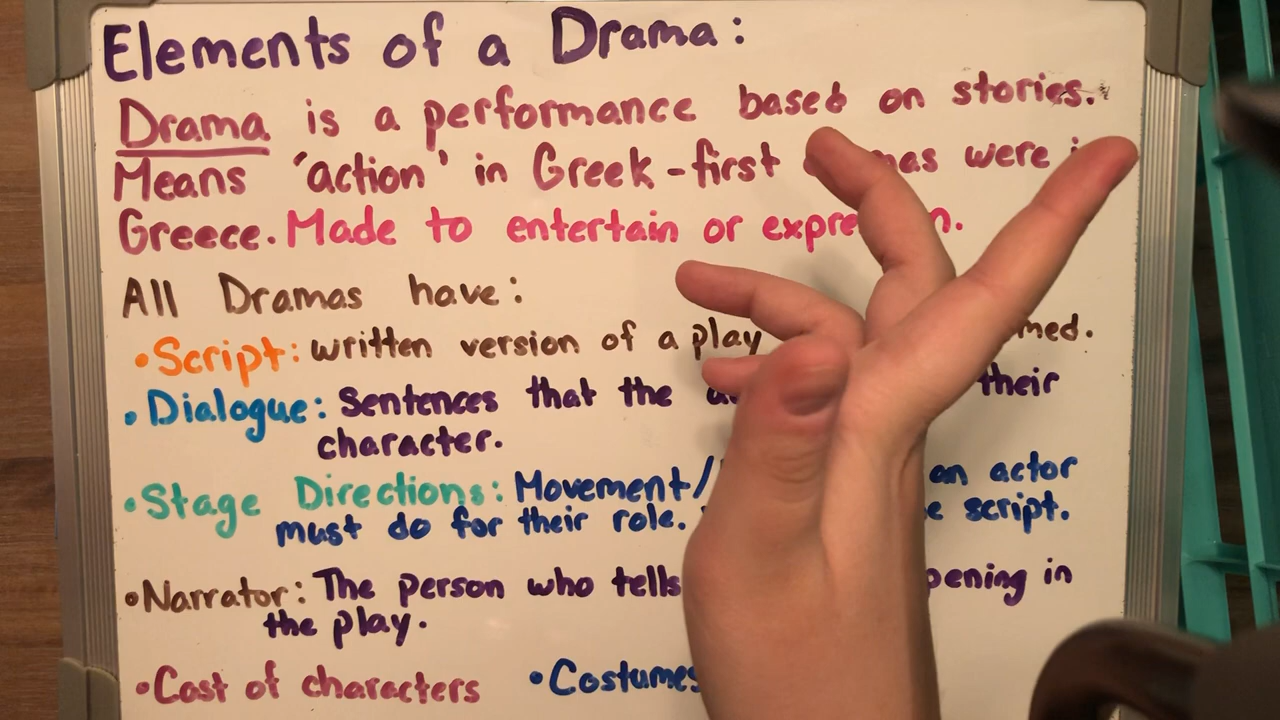 Elements of a Drama:
Drama is a performance based on stories.
Means 'action' in Greek - first were
Greece. Made to entertain or
All Dramas have:
• Script: written version of a play
• Dialogue: Sentences that the their
character.
• Stage Directions: Movement/ an actor
must do for their role. script.
• Narrator: The person who tells in
the play.
• Cast of characters • Costumes